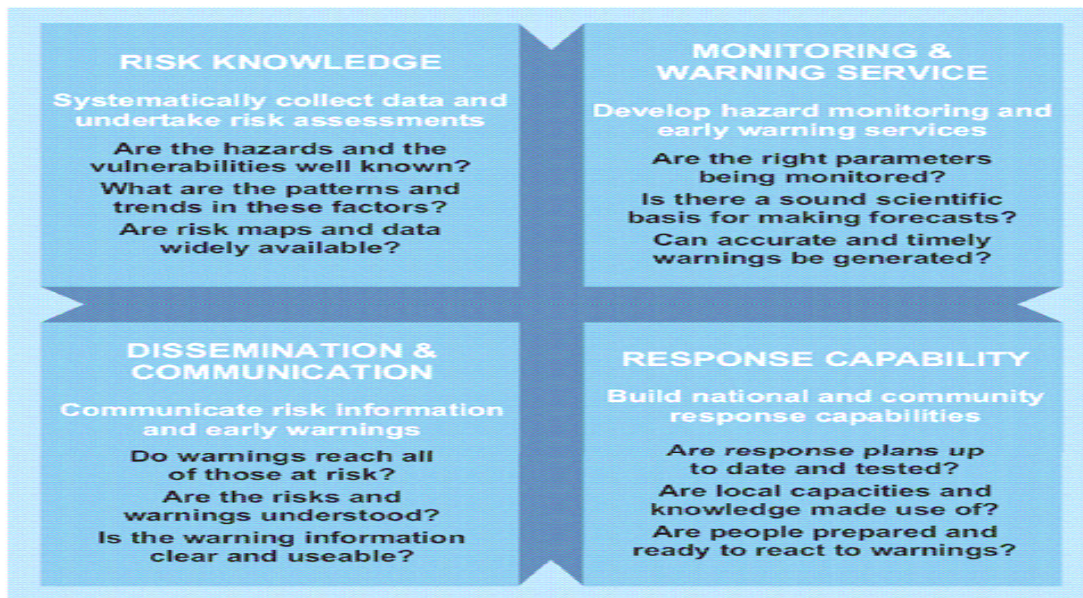 RISK KNOWLEDGE
Systematically collect data and
undertake risk assessments
Are the hazards and the
vulnerabilities well known?
What are the patterns and
trends in these factors?
Are risk maps and data
widely available?
MONITORING &
WARNING SERVICE
Develop hazard monitoring and
early warning services
Are the right parameters
being monitored?
Is there a sound scientific
basis for making forecasts?
Can accurate and timely
warnings be generated?
DISSEMINATION &
COMMUNICATION
Communicate risk information
and early warnings
Do warnings reach all
of those at risk?
Are the risks and
warnings understood?
Is the warning information
clear and useable?
RESPONSE CAPABILITY
Build national and community
response capabilities
Are response plans up
to date and tested?
Are local capacities and
knowledge made use of?
Are people prepared and
ready to react to warnings?